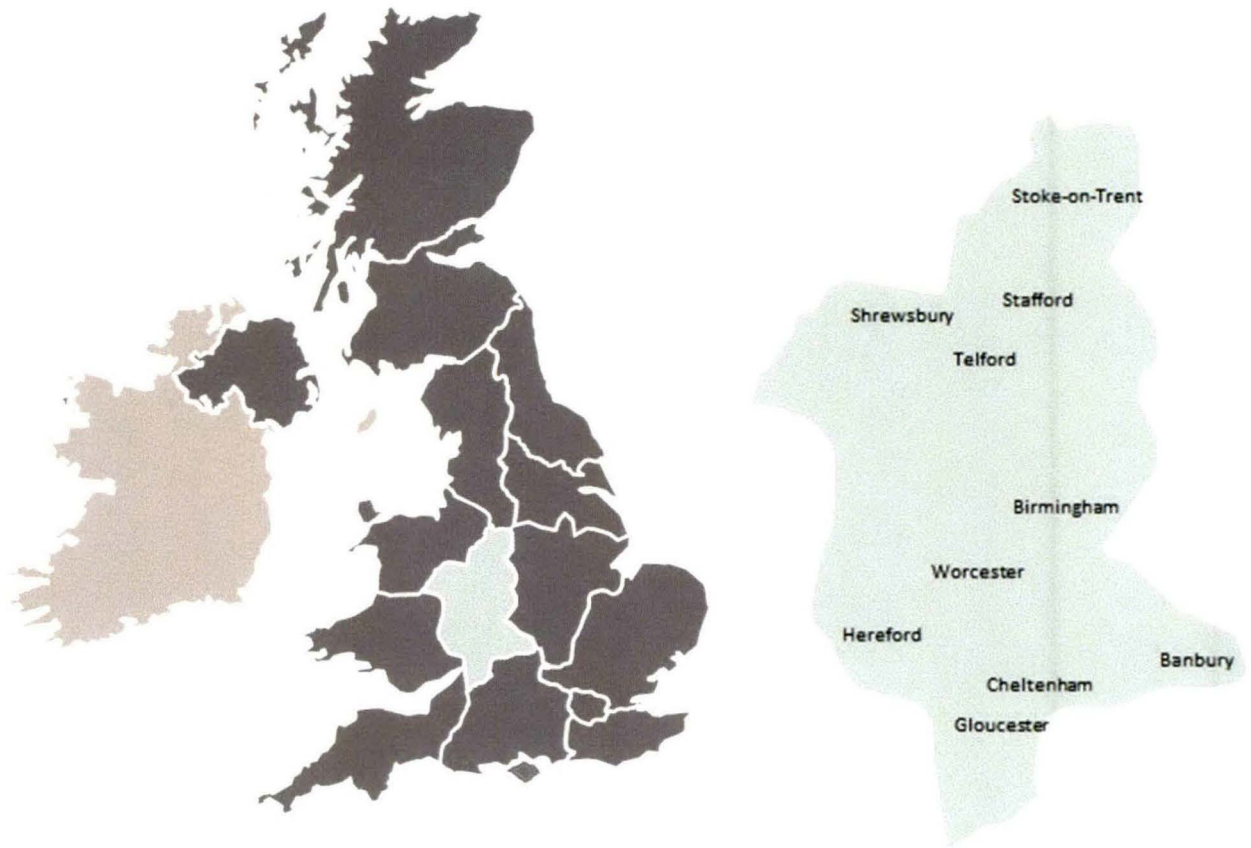 Stoke-on-Trent
Stafford
Shrewsbury
Telford
Birmingham
Worcester
Hereford
Banbury
Cheltenham
Gloucester